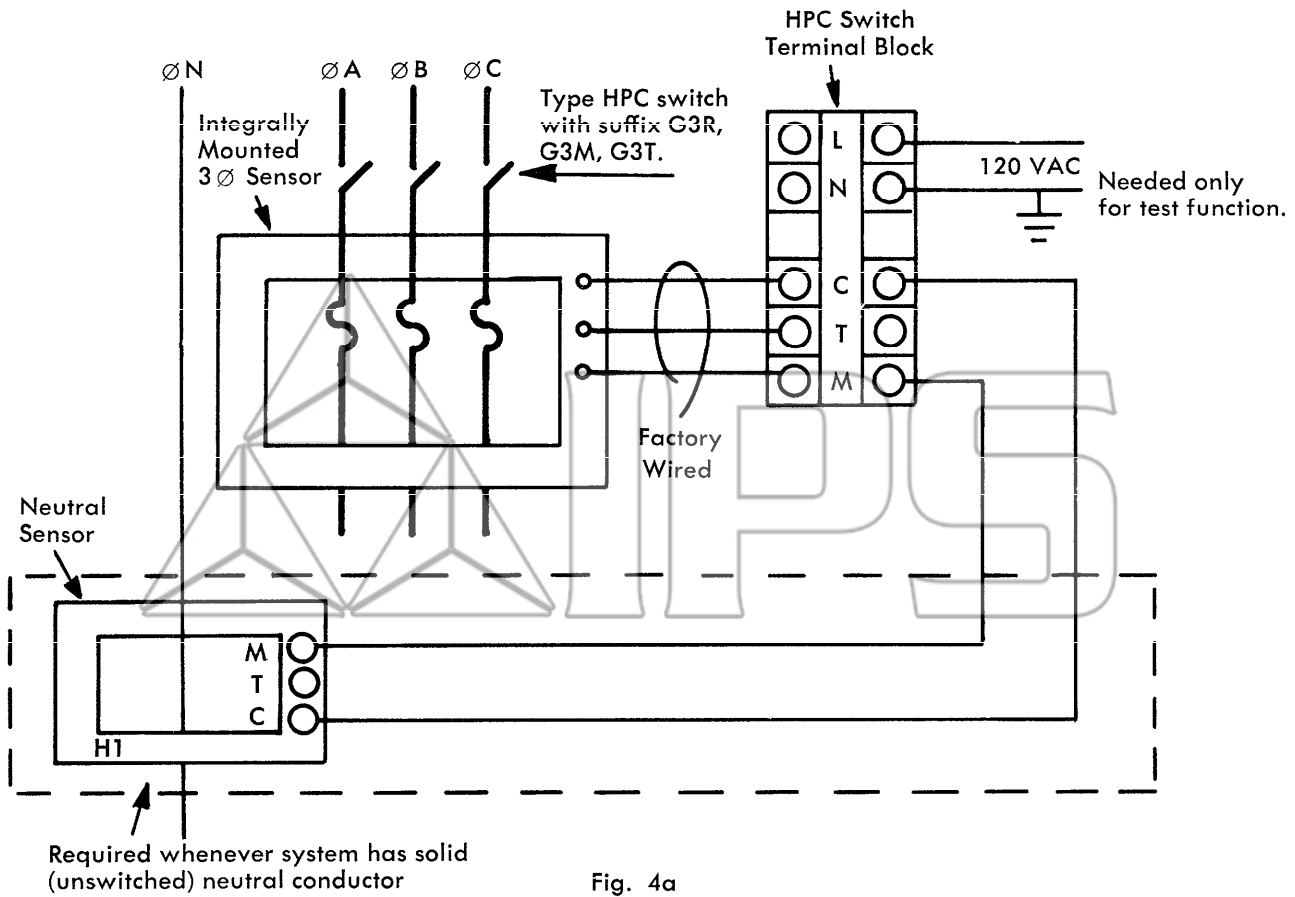 HPC Switch
Terminal Block
øN
øA
øB
øC
Type HPC switch
with suffix G3R,
G3M, G3T.
Integrally
Mounted
3 ø Sensor
L
N
C
T
M
120 VAC
Needed only
for test function.
Factory
Wired
IPS
Neutral
Sensor
M
T
C
H1
Required whenever system has solid
(unswitched) neutral conductor
Fig. 4a